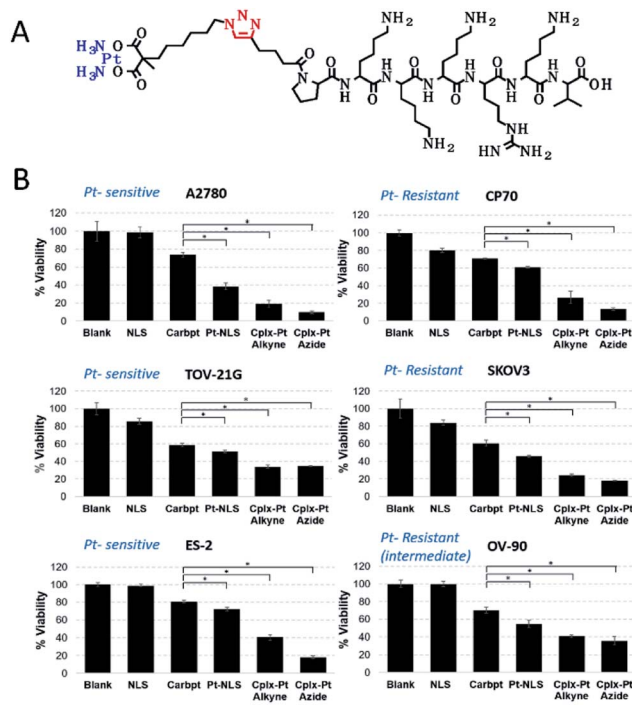 A
NH2 NH2 NH2
N N N
H3N O O
Pt
H3N O
O O O O O
N N N N N N OH
H H H H H H
O O O
NH
NH2 NH2 HN NH2
B
Pt- sensitive A2780
% Viability
120
100
80
60
40
20
0
* * *
Blank NLS Carbpt Pt-NLS Cplx-Pt Cplx-Pt
Alkyne Azide
Pt- Resistant CP70
% Viability
120
100
80
60
40
20
0
* * *
Blank NLS Carbpt Pt-NLS Cplx-Pt Cplx-Pt
Alkyne Azide
Pt- sensitive TOV-21G
% Viability
120
100
80
60
40
20
0
* * *
Blank NLS Carbpt Pt-NLS Cplx-Pt Cplx-Pt
Alkyne Azide
Pt- Resistant SKOV3
% Viability
120
100
80
60
40
20
0
* * *
Blank NLS Carbpt Pt-NLS Cplx-Pt Cplx-Pt
Alkyne Azide
Pt- sensitive ES-2
% Viability
120
100
80
60
40
20
0
* * *
Blank NLS Carbpt Pt-NLS Cplx-Pt Cplx-Pt
Alkyne Azide
Pt- Resistant
(intermediate) OV-90
% Viability
120
100
80
60
40
20
0
* * *
Blank NLS Carbpt Pt-NLS Cplx-Pt Cplx-Pt
Alkyne Azide